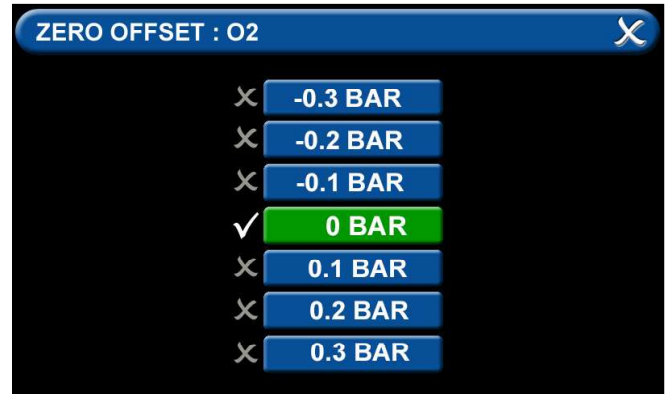 ZERO OFFSET : O2
-0.3 BAR
-0.2 BAR
-0.1 BAR
0 BAR
0.1 BAR
0.2 BAR
0.3 BAR